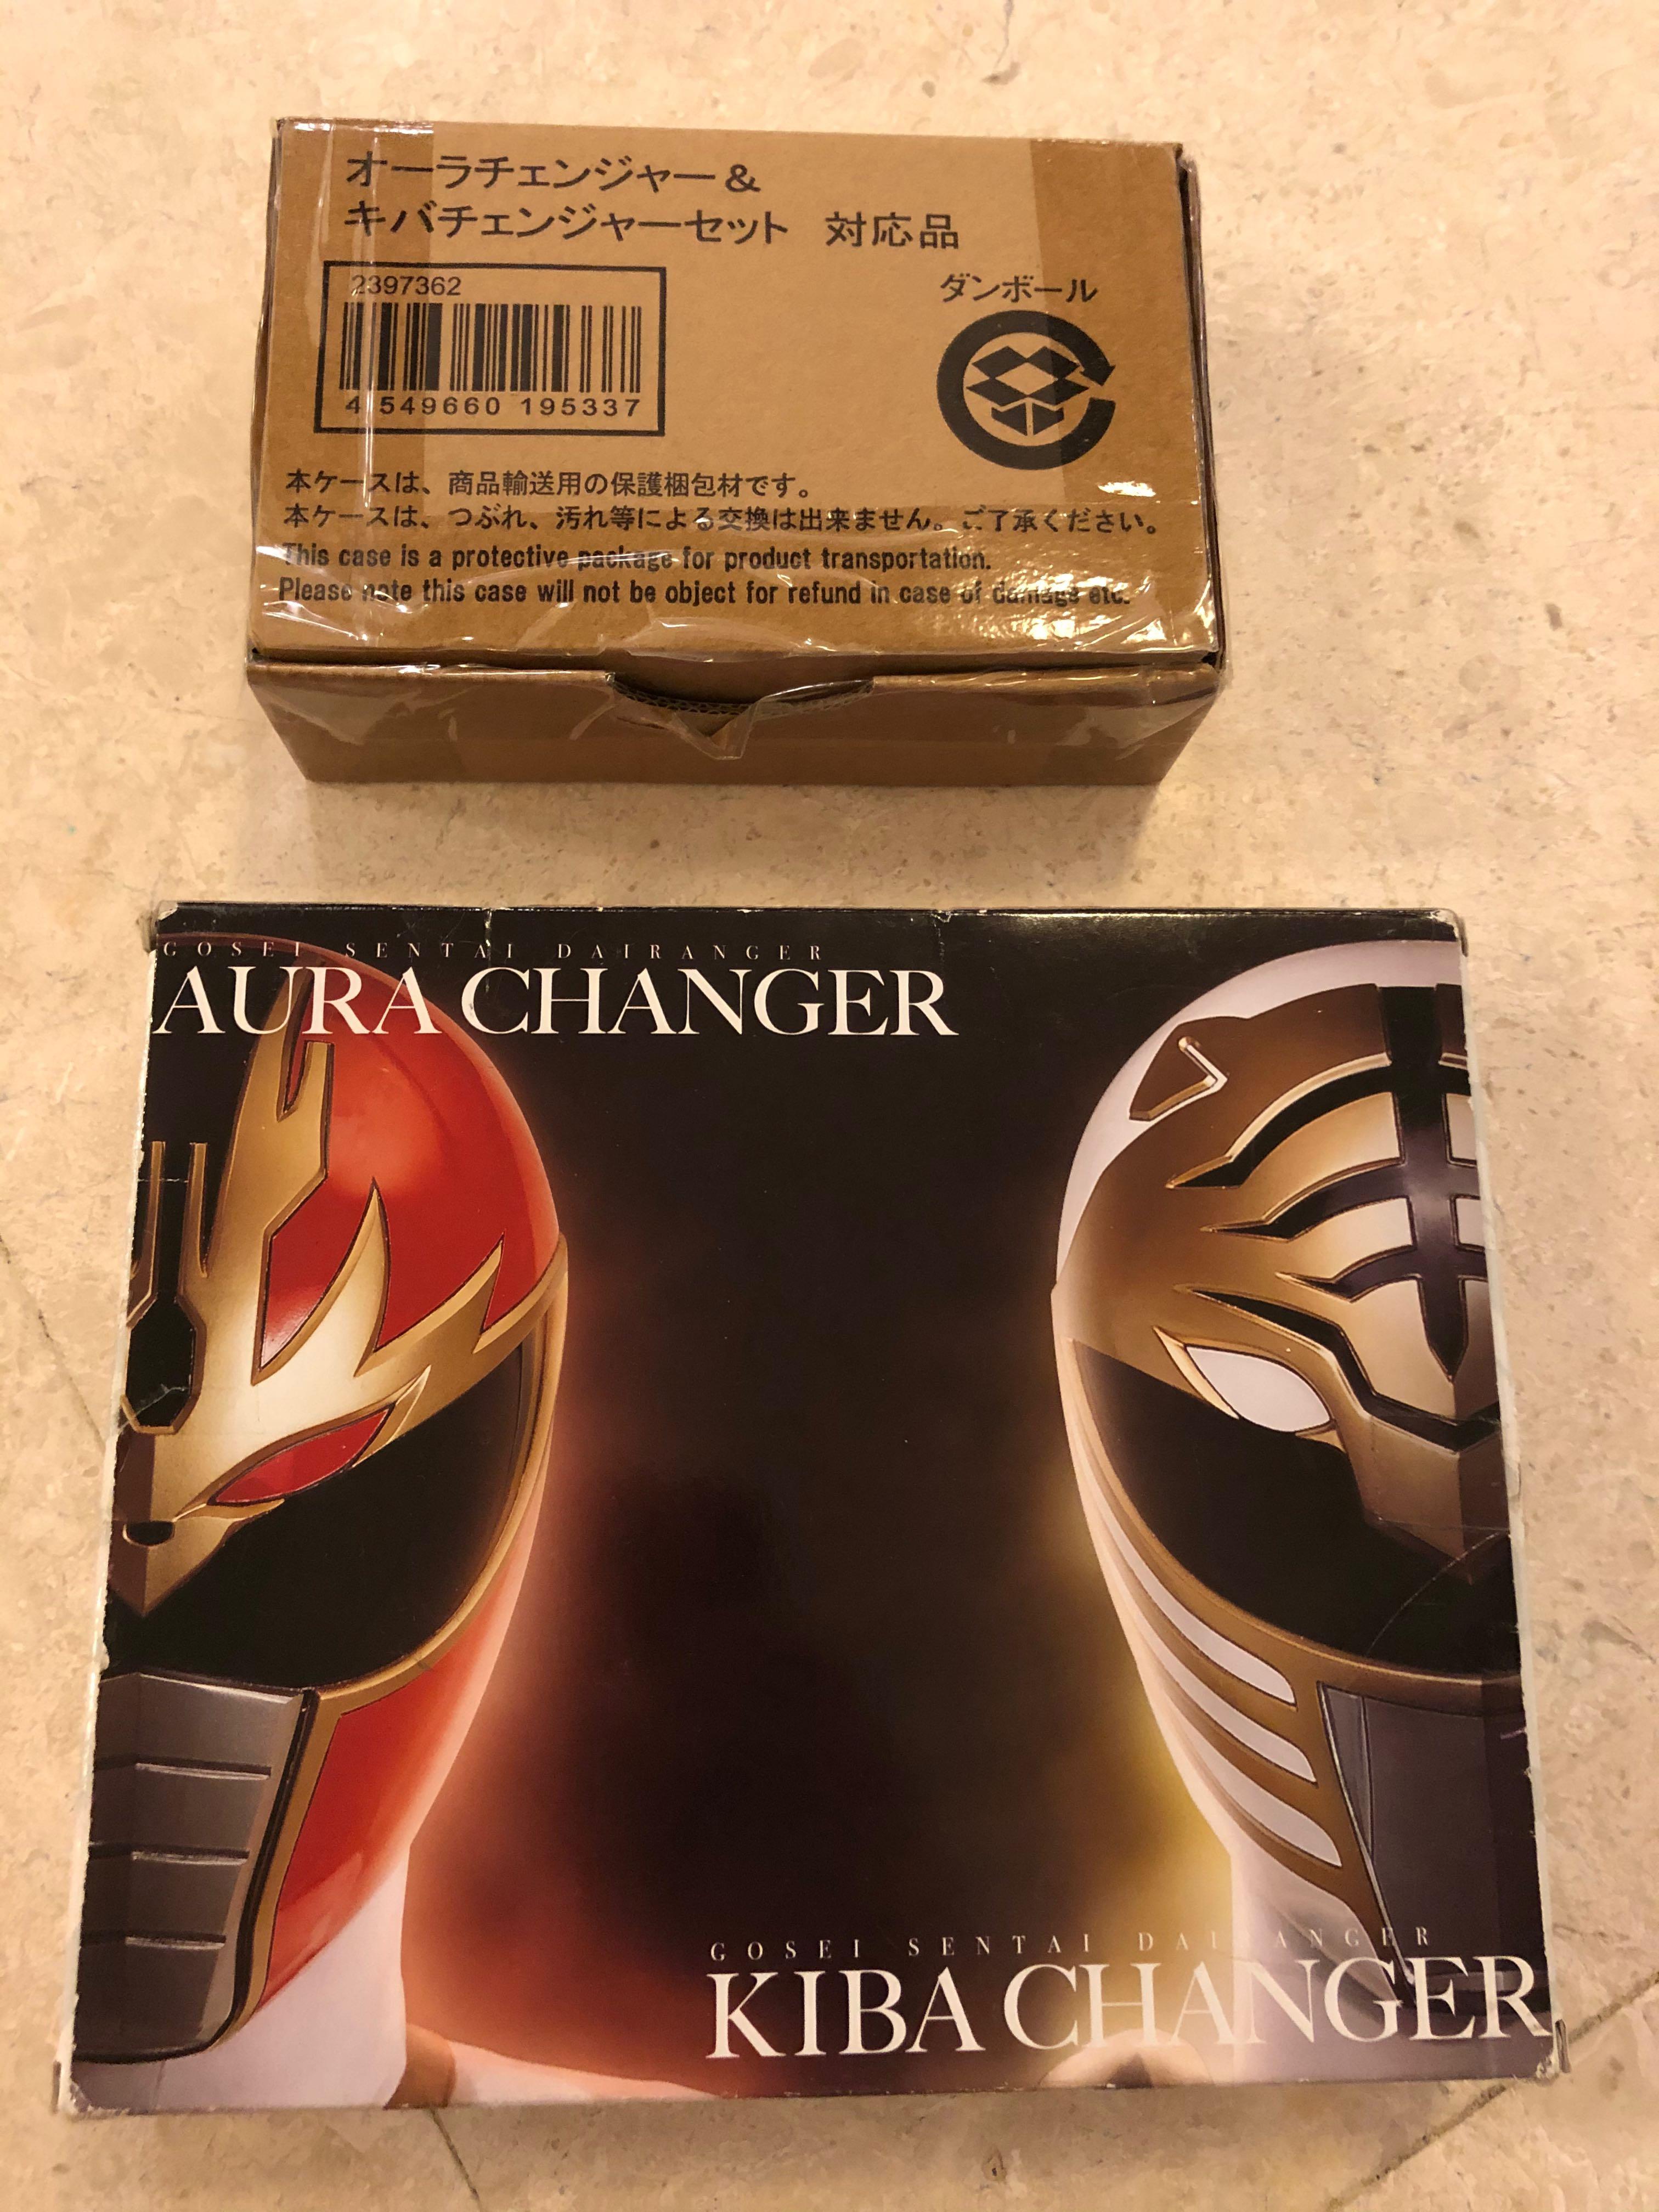 オーラチェンジャー&
キバチェンジャーセット 対応品
2397362
4 549660 195337
ダンボール
本ケースは、商品輸送用の保護梱包材です。
本ケースは、つぶれ、汚れ等による交換は出来ません。ご了承ください。
This case is a protective package for product transportation.
Please note this case will not be object for refund in case of damage etc.
GOSEI SENTAI DAIRANGER
AURA CHANGER
GOSEI SENTAI DAIRANGER
KIBA CHANGER